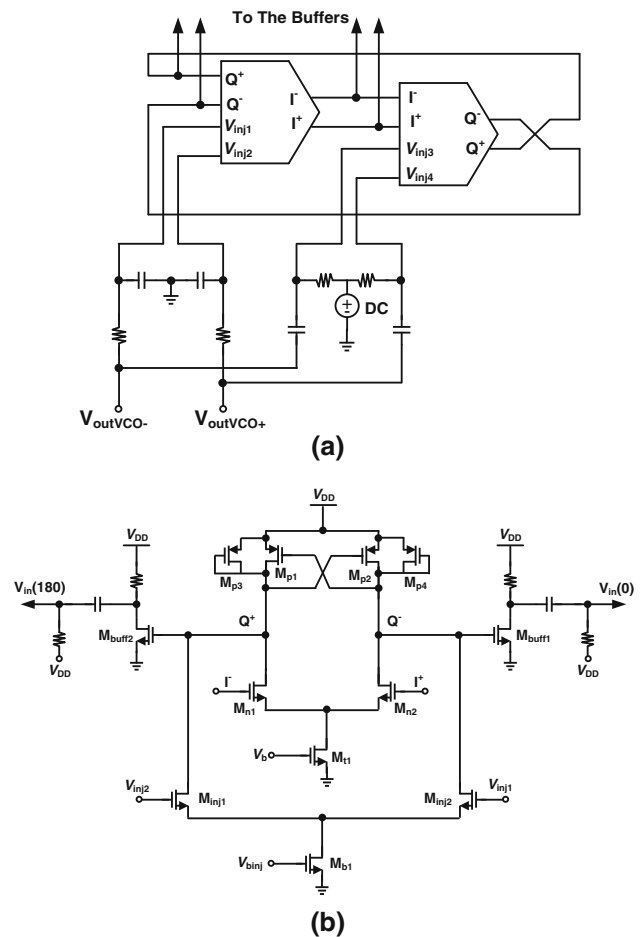 To The Buffers
Q+
Q-
Vinj1
Vinj2
I-
I+
I-
I+
Vinj3
Vinj4
Q-
Q+
DC
VoutVCO-
VoutVCO+
(a)
VDD
VDD
VDD
Mp3
Mp1
Mp2
Mp4
Vin(180)
Vin(0)
Q+
Q-
Mbuff2
Mbuff1
VDD
VDD
I-
I+
Mn1
Mn2
Vb
Mt1
Vinj2
Minj1
Minj2
Vinj1
Vbinj
Mb1
(b)